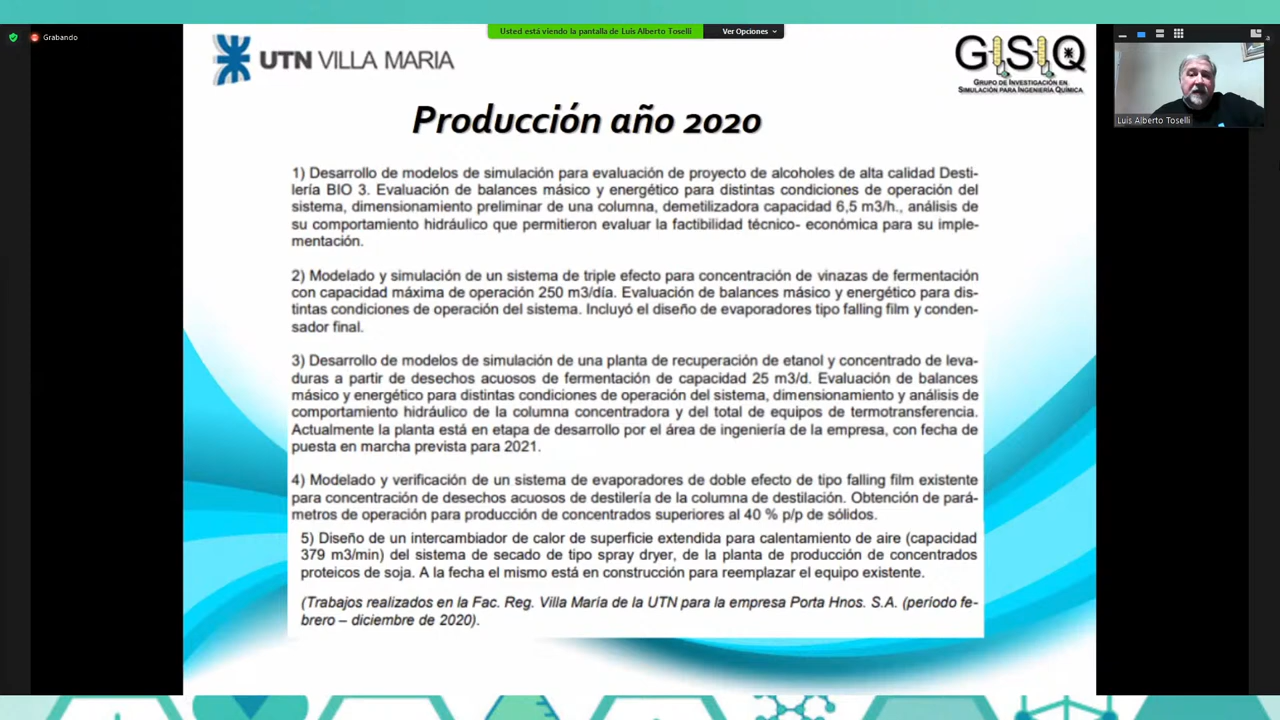 Usted está viendo la pantalla de Luis Alberto Toselli
Ver Opciones
Grabando
UTN VILLA MARIA
GISIQ
GRUPO DE INVESTIGACIÓN EN
SIMULACIÓN PARA INGENIERÍA QUÍMICA
Luis Alberto Toselli
Producción año 2020
1) Desarrollo de modelos de simulación para evaluación de proyecto de alcoholes de alta calidad Desti-
lería BIO 3. Evaluación de balances másico y energético para distintas condiciones de operación del
sistema, dimensionamiento preliminar de una columna, demetilizadora capacidad 6,5 m3/h., análisis de
su comportamiento hidráulico que permitieron evaluar la factibilidad técnico- económica para su imple-
mentación.
2) Modelado y simulación de un sistema de triple efecto para concentración de vinazas de fermentación
con capacidad máxima de operación 250 m3/día. Evaluación de balances másico y energético para dis-
tintas condiciones de operación del sistema. Incluyó el diseño de evaporadores tipo falling film y conden-
sador final.
3) Desarrollo de modelos de simulación de una planta de recuperación de etanol y concentrado de leva-
duras a partir de desechos acuosos de fermentación de capacidad 25 m3/d. Evaluación de balances
másico y energético para distintas condiciones de operación del sistema, dimensionamiento y análisis de
comportamiento hidráulico de la columna concentradora y del total de equipos de termotransferencia.
Actualmente la planta está en etapa de desarrollo por el área de ingeniería de la empresa, con fecha de
puesta en marcha prevista para 2021.
4) Modelado y verificación de un sistema de evaporadores de doble efecto de tipo falling film existente
para concentración de desechos acuosos de destilería de la columna de destilación. Obtención de pará-
metros de operación para producción de concentrados superiores al 40 % p/p de sólidos.
5) Diseño de un intercambiador de calor de superficie extendida para calentamiento de aire (capacidad
379 m3/min) del sistema de secado de tipo spray dryer, de la planta de producción de concentrados
proteicos de soja. A la fecha el mismo está en construcción para reemplazar el equipo existente.
(Trabajos realizados en la Fac. Reg. Villa María de la UTN para la empresa Porta Hnos. S.A. (período fe-
brero – diciembre de 2020).